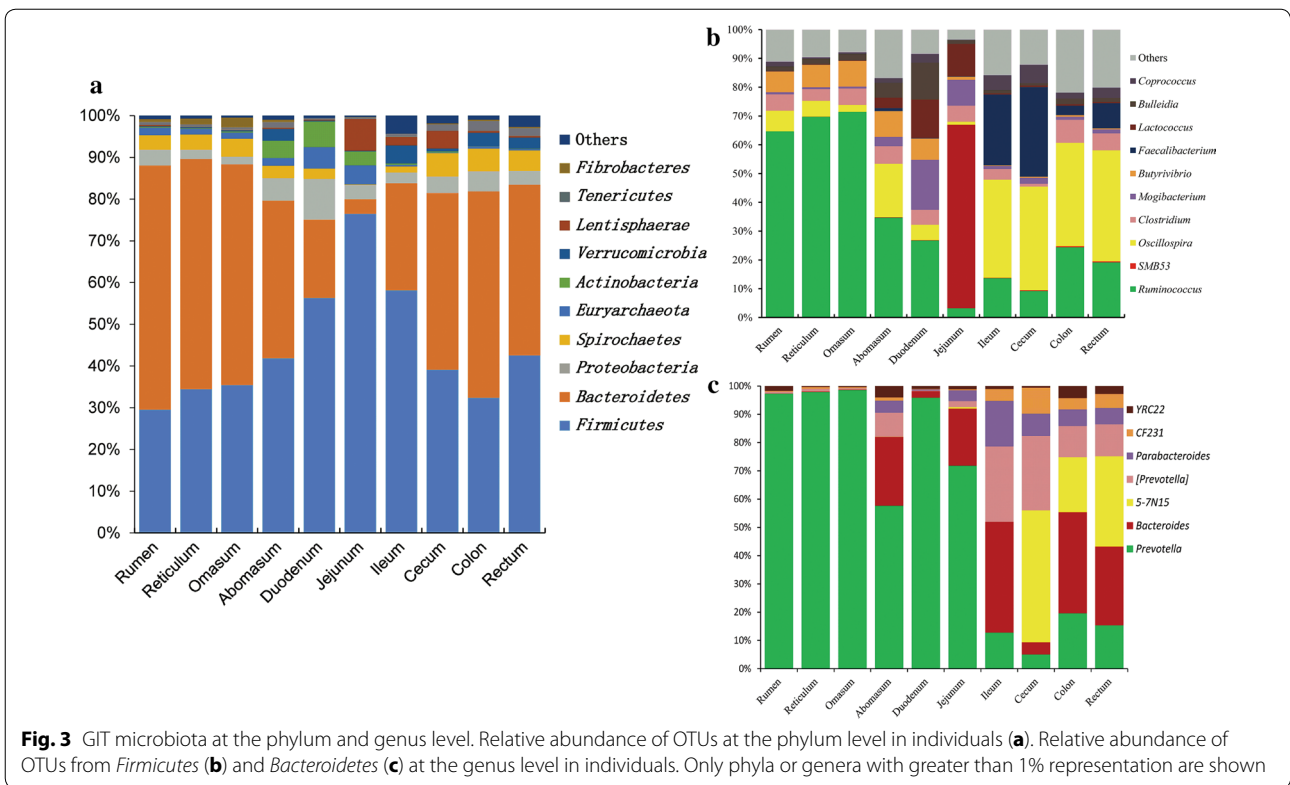 a
100%
90%
80%
70%
60%
50%
40%
30%
20%
10%
0%
Rumen
Reticulum
Omasum
Abomasum
Duodenum
Jejunum
Ileum
Cecum
Colon
Rectum
Others
Fibrobacteres
Tenericutes
Lentisphaerae
Verrucomicrobia
Actinobacteria
Euryarchaeota
Spirochaetes
Proteobacteria
Bacteroidetes
Firmicutes
b
100%
90%
80%
70%
60%
50%
40%
30%
20%
10%
0%
Rumen
Reticulum
Omasum
Abomasum
Duodenum
Jejunum
Ileum
Cecum
Colon
Rectum
Others
Coprococcus
Bulleidia
Lactococcus
Faecalibacterium
Butyrivibrio
Mogibacterium
Clostridium
Oscillospira
SMB53
Ruminococcus
c
100%
90%
80%
70%
60%
50%
40%
30%
20%
10%
0%
Rumen
Reticulum
Omasum
Abomasum
Duodenum
Jejunum
Ileum
Cecum
Colon
Rectum
YRC22
CF231
Parabacteroides
[Prevotella]
5-7N15
Bacteroides
Prevotella
Fig. 3 GIT microbiota at the phylum and genus level. Relative abundance of OTUs at the phylum level in individuals (a). Relative abundance of
OTUs from Firmicutes (b) and Bacteroidetes (c) at the genus level in individuals. Only phyla or genera with greater than 1% representation are shown